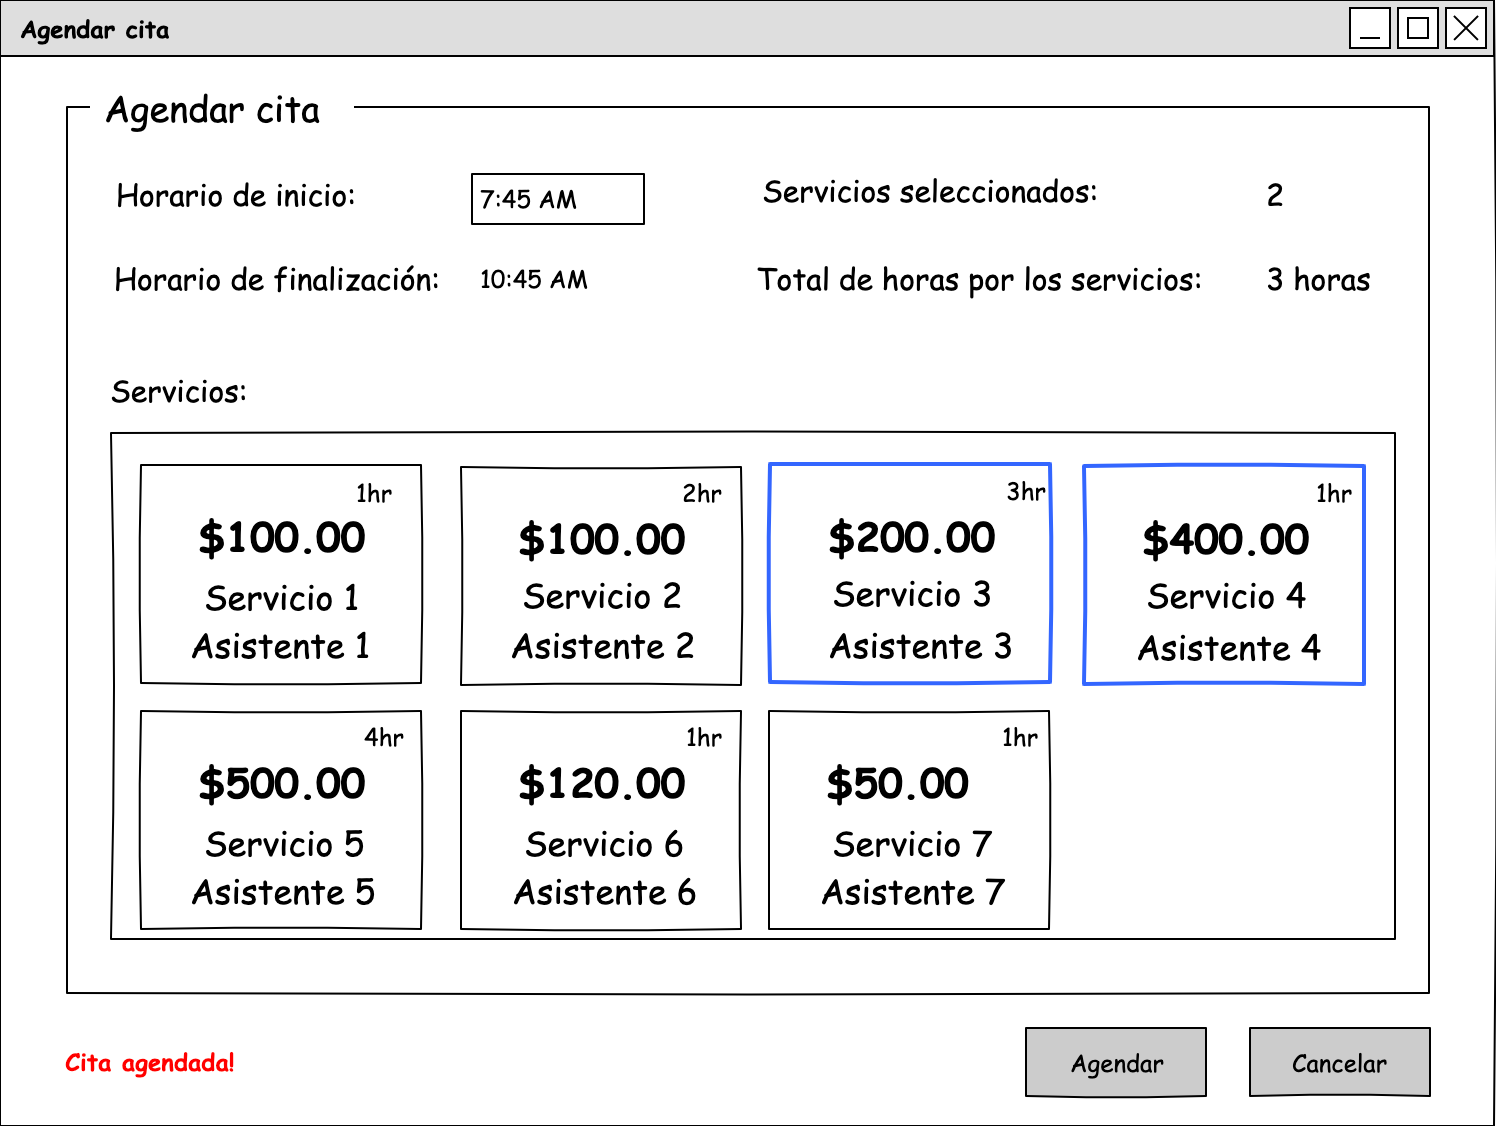 Agendar cita
Agendar cita
Horario de inicio: 7:45 AM Servicios seleccionados: 2
Horario de finalización: 10:45 AM Total de horas por los servicios: 3 horas
Servicios:
1hr 2hr 3hr 1hr
$100.00 $100.00 $200.00 $400.00
Servicio 1 Servicio 2 Servicio 3 Servicio 4
Asistente 1 Asistente 2 Asistente 3 Asistente 4
4hr 1hr 1hr
$500.00 $120.00 $50.00
Servicio 5 Servicio 6 Servicio 7
Asistente 5 Asistente 6 Asistente 7
Cita agendada! Agendar Cancelar